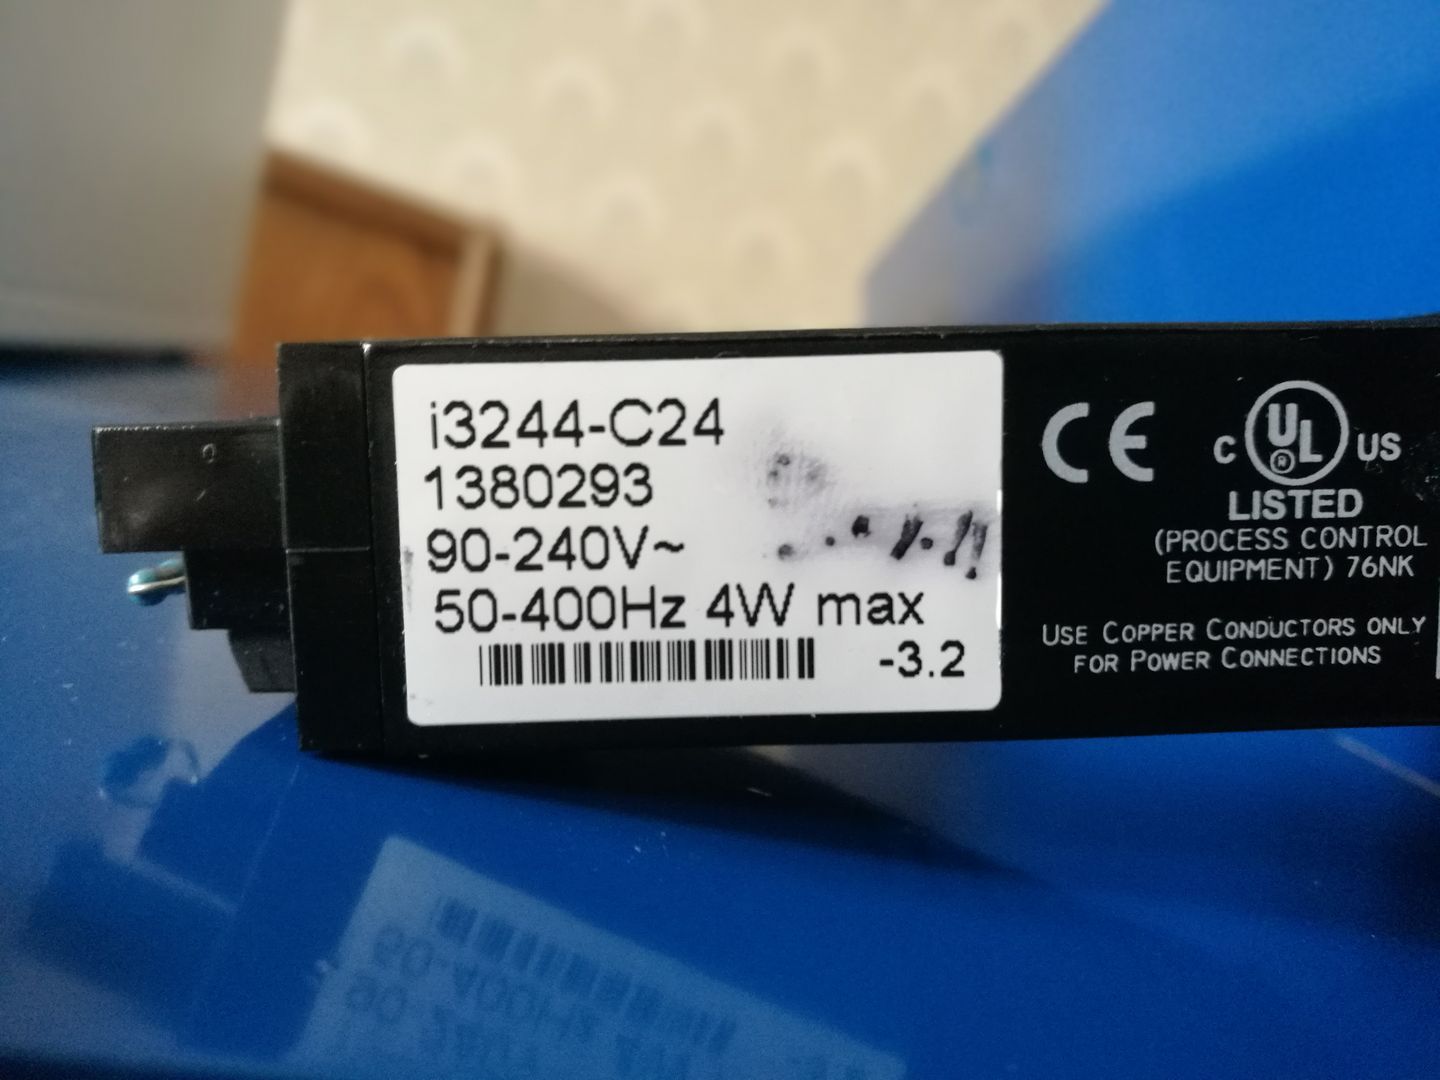 i3244-C24
1380293
90-240V~
50-400Hz 4W max
-3.2
CE
C UL ® US
LISTED
(PROCESS CONTROL
EQUIPMENT) 76NK
USE COPPER CONDUCTORS ONLY
FOR POWER CONNECTIONS